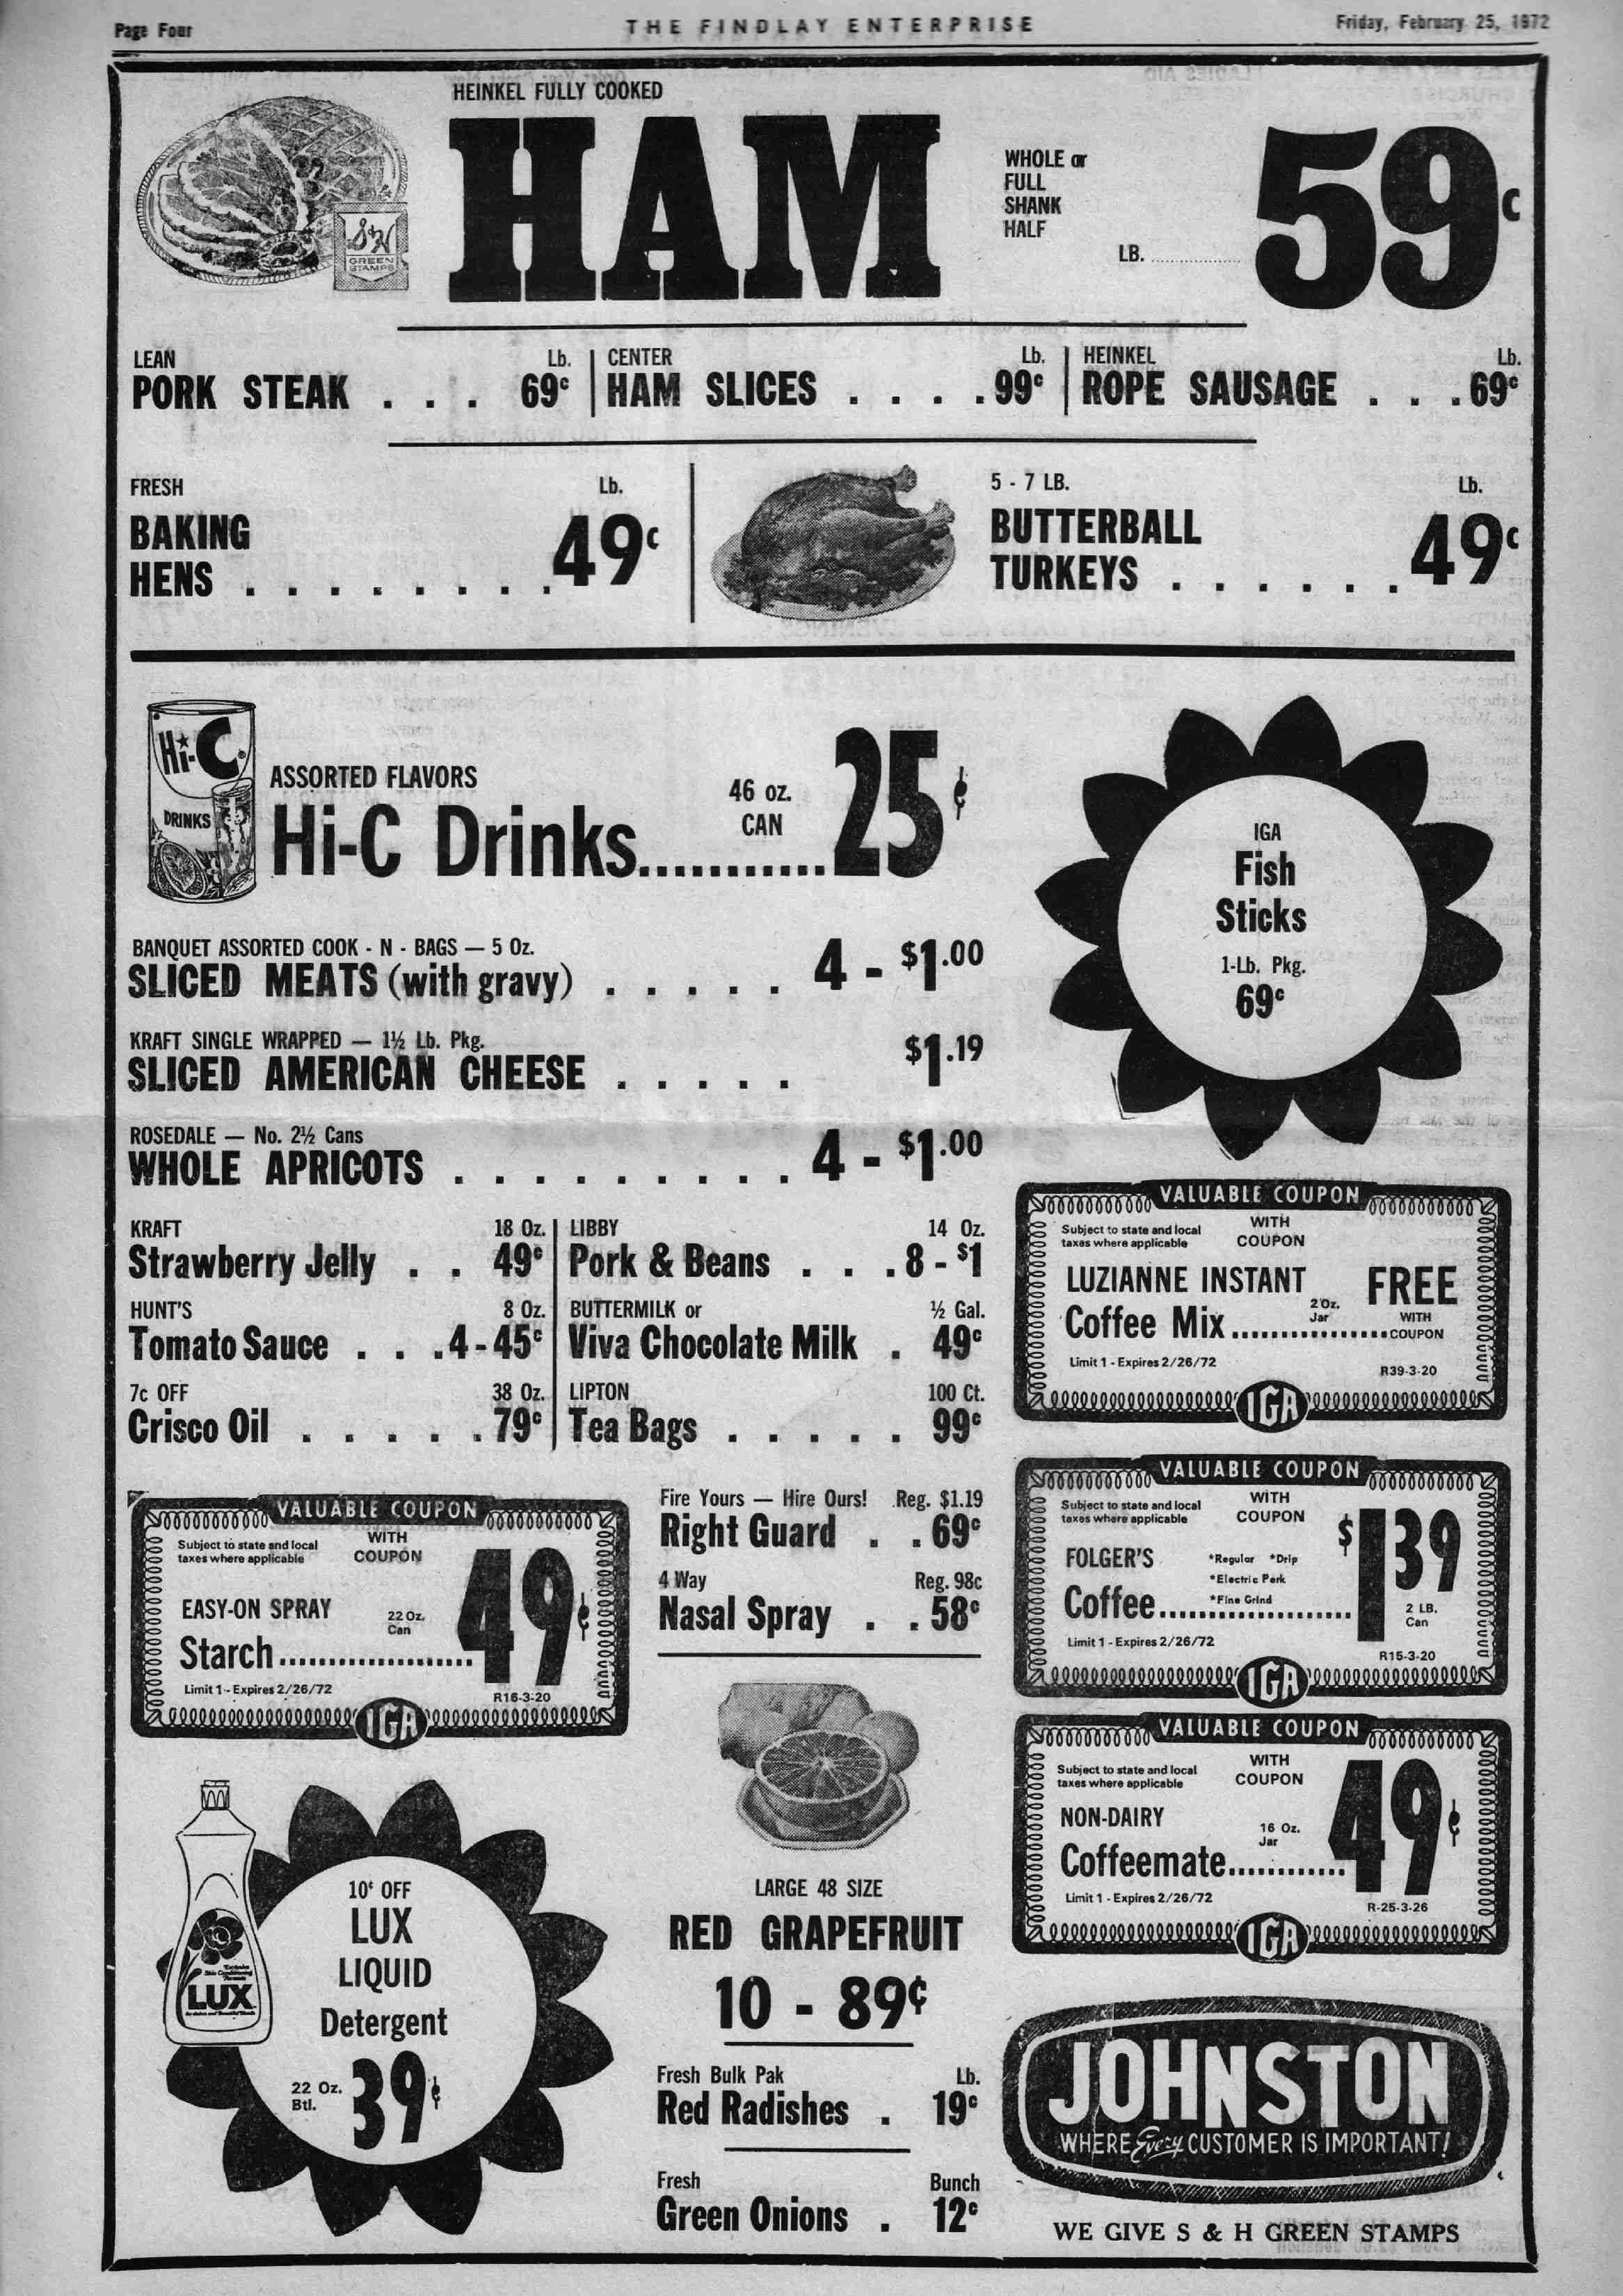 Page Four
THE FINDLAY ENTERPRISE
Friday, February 25, 1972
HEINKEL FULLY COOKED
HAM
WHOLE or
FULL
SHANK
HALF
LB. ..................
59c
S&H
GREEN
STAMPS
LEAN Lb.
PORK STEAK . . . 69c
CENTER Lb.
HAM SLICES . . . . 99c
HEINKEL Lb.
ROPE SAUSAGE . . . 69c
FRESH Lb.
BAKING
HENS . . . . . . . . 49c
5 - 7 LB. Lb.
BUTTERBALL
TURKEYS . . . . . . 49c
Hi-C
DRINKS
ASSORTED FLAVORS
Hi-C Drinks............
46 oz.
CAN
25¢
IGA
Fish
Sticks
1-Lb. Pkg.
69c
BANQUET ASSORTED COOK - N - BAGS — 5 Oz.
SLICED MEATS (with gravy) . . . . . 4 - $1.00
KRAFT SINGLE WRAPPED — 1½ Lb. Pkg.
SLICED AMERICAN CHEESE . . . . . $1.19
ROSEDALE — No. 2½ Cans
WHOLE APRICOTS . . . . . . . . . 4 - $1.00
KRAFT 18 Oz.
Strawberry Jelly . . 49c
HUNT'S 8 Oz.
Tomato Sauce . . . 4-45c
7c OFF 38 Oz.
Crisco Oil . . . . . . 79c
LIBBY 14 Oz.
Pork & Beans . . . 8 - $1
BUTTERMILK or ½ Gal.
Viva Chocolate Milk . 49c
LIPTON 100 Ct.
Tea Bags . . . . . 99c
VALUABLE COUPON
Subject to state and local
taxes where applicable
WITH
COUPON
LUZIANNE INSTANT
Coffee Mix................
2 Oz.
Jar
FREE
WITH
COUPON
Limit 1 - Expires 2/26/72
R39-3-20
IGA
VALUABLE COUPON
Subject to state and local
taxes where applicable
WITH
COUPON
FOLGER'S
*Regular *Drip
*Electric Perk
*Fine Grind
Coffee.....................
$1 39
2 LB.
Can
Limit 1 - Expires 2/26/72
R15-3-20
IGA
VALUABLE COUPON
Subject to state and local
taxes where applicable
WITH
COUPON
NON-DAIRY
Coffeemate.............
16 Oz.
Jar
49¢
Limit 1 - Expires 2/26/72
R-25-3-26
IGA
VALUABLE COUPON
Subject to state and local
taxes where applicable
WITH
COUPON
EASY-ON SPRAY
Starch.....................
22 Oz.
Can
49¢
Limit 1 - Expires 2/26/72
R16-3-20
IGA
Fire Yours — Hire Ours! Reg. $1.19
Right Guard . . 69c
4 Way Reg. 98c
Nasal Spray . . 58c
LUX
10¢ OFF
LUX
LIQUID
Detergent
22 Oz.
Btl.
39¢
LARGE 48 SIZE
RED GRAPEFRUIT
10 - 89¢
Fresh Bulk Pak Lb.
Red Radishes . 19c
Fresh Bunch
Green Onions . 12c
JOHNSTON
WHERE Every CUSTOMER IS IMPORTANT!
WE GIVE S & H GREEN STAMPS